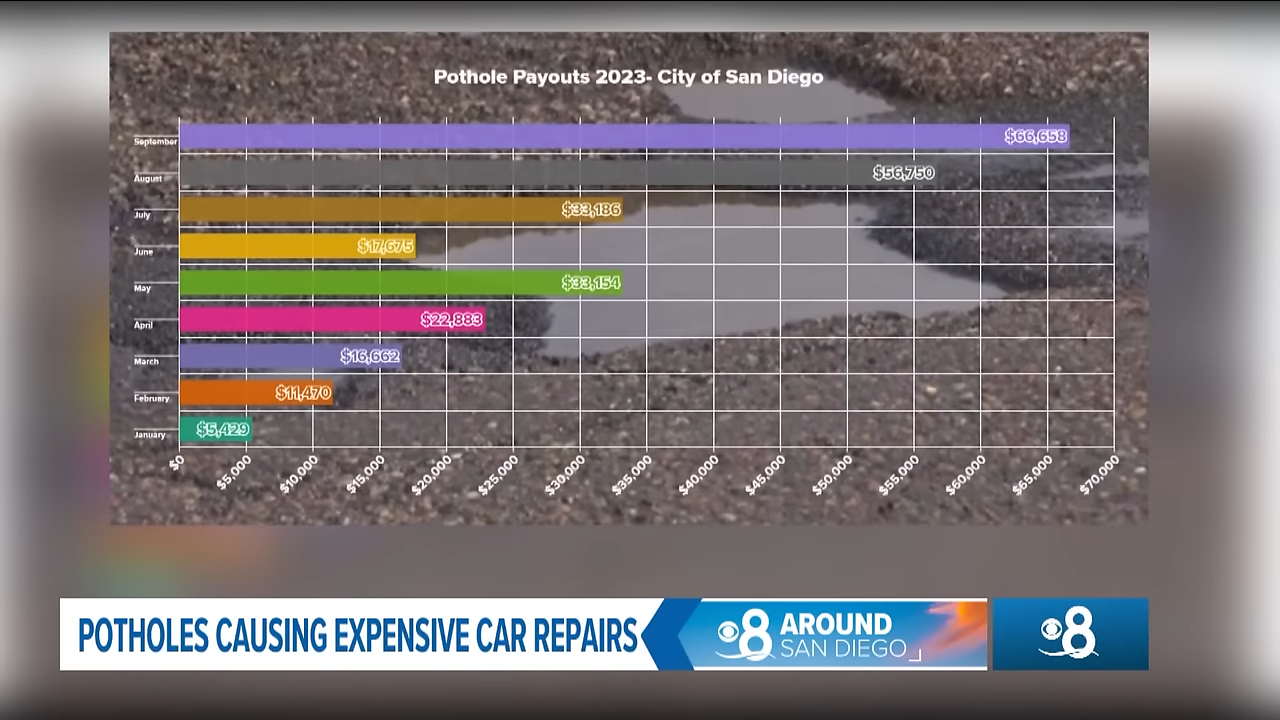 Pothole Payouts 2023- City of San Diego
September $66,658
August $56,750
July $33,186
June $17,675
May $33,154
April $22,883
March $16,662
February $11,470
January $5,429
$0 $5,000 $10,000 $15,000 $20,000 $25,000 $30,000 $35,000 $40,000 $45,000 $50,000 $55,000 $60,000 $65,000 $70,000
POTHOLES CAUSING EXPENSIVE CAR REPAIRS
8 AROUND
SAN DIEGO
8